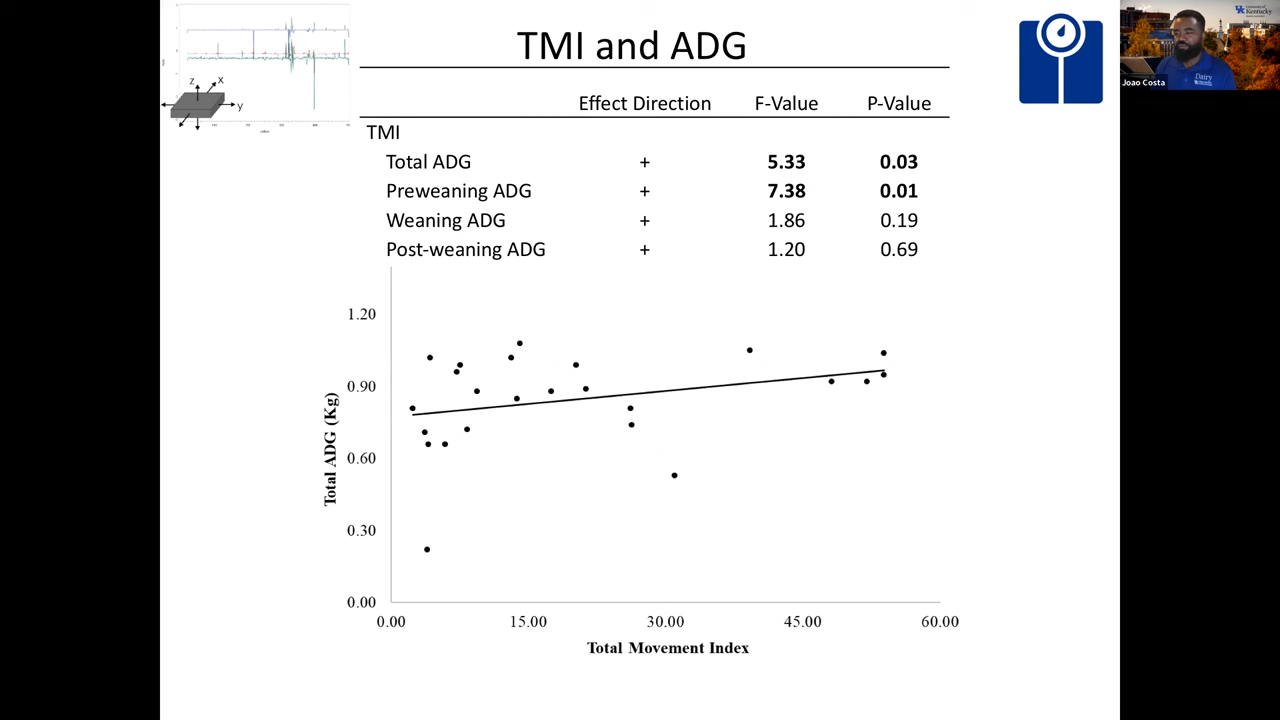 TMI and ADG
Z
X
y
University of
Kentucky
Dairy
Joao Costa
Effect Direction F-Value P-Value
TMI
Total ADG + 5.33 0.03
Preweaning ADG + 7.38 0.01
Weaning ADG + 1.86 0.19
Post-weaning ADG + 1.20 0.69
1.20
0.90
0.60
0.30
0.00
Total ADG (Kg)
0.00 15.00 30.00 45.00 60.00
Total Movement Index